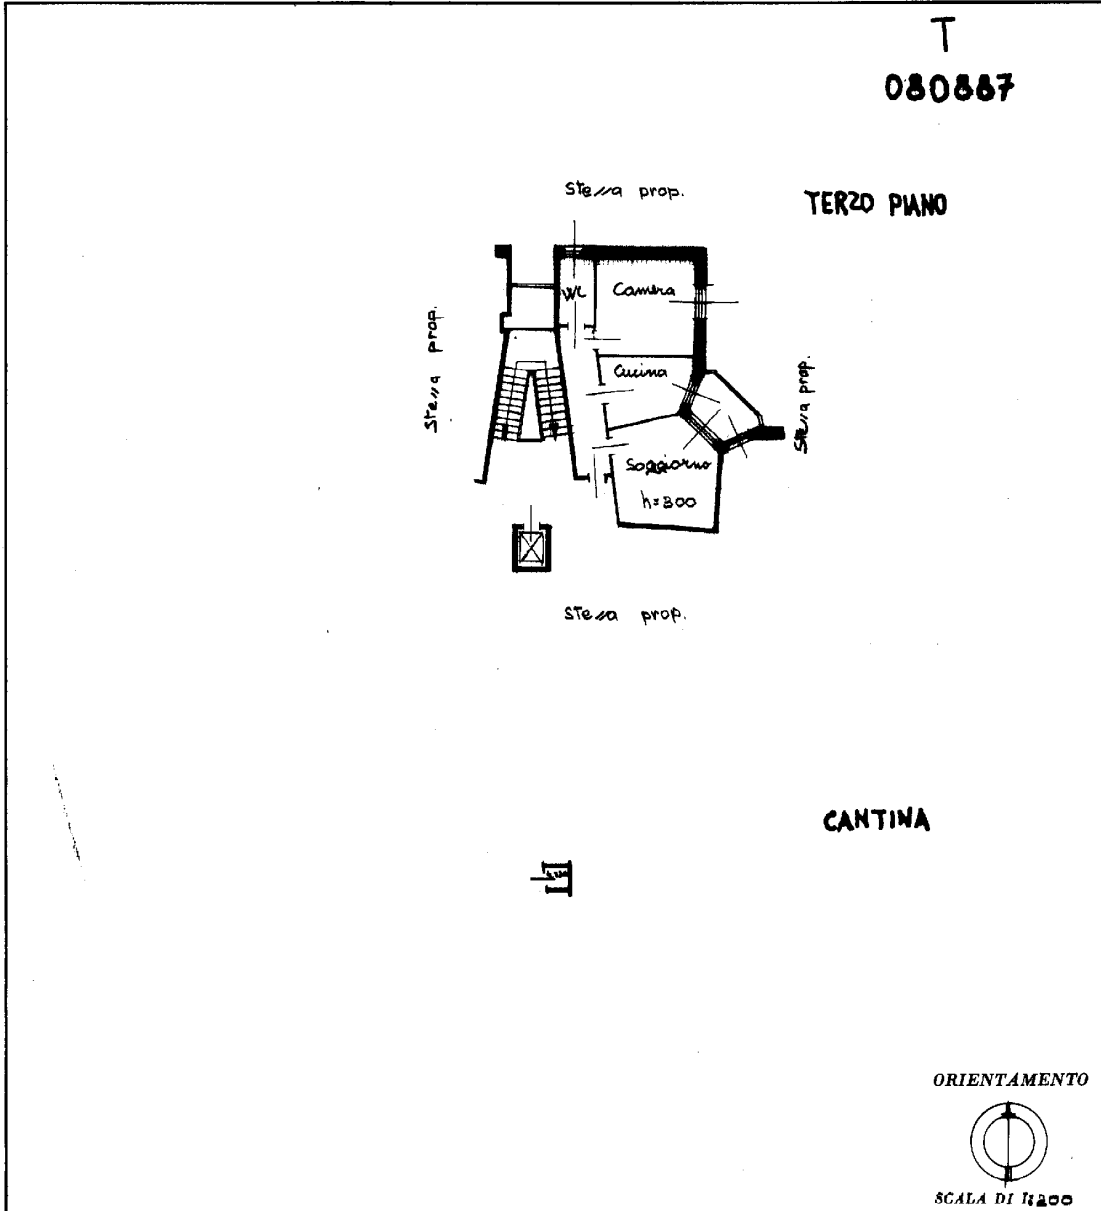 T
080887
Stessa prop.
TERZO PIANO
WC
Camera
Stessa prop.
Cucina
Stessa prop.
Soggiorno
h=300
Stessa prop.
CANTINA
ORIENTAMENTO
SCALA DI 1:200